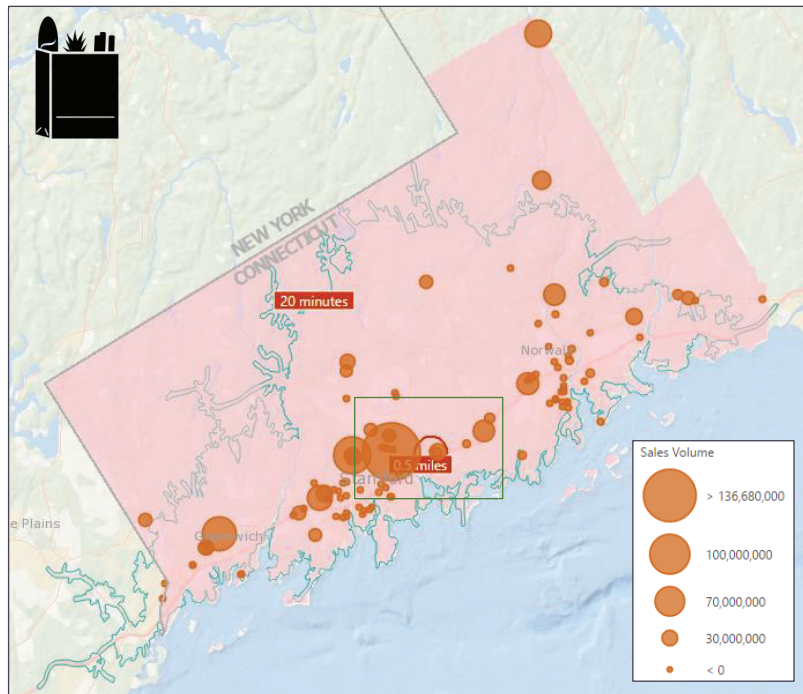 NEW YORK
CONNECTICUT
20 minutes
Norwalk
0.5 miles
Stamford
e Plains
Greenwich
Sales Volume
> 136,680,000
100,000,000
70,000,000
30,000,000
< 0